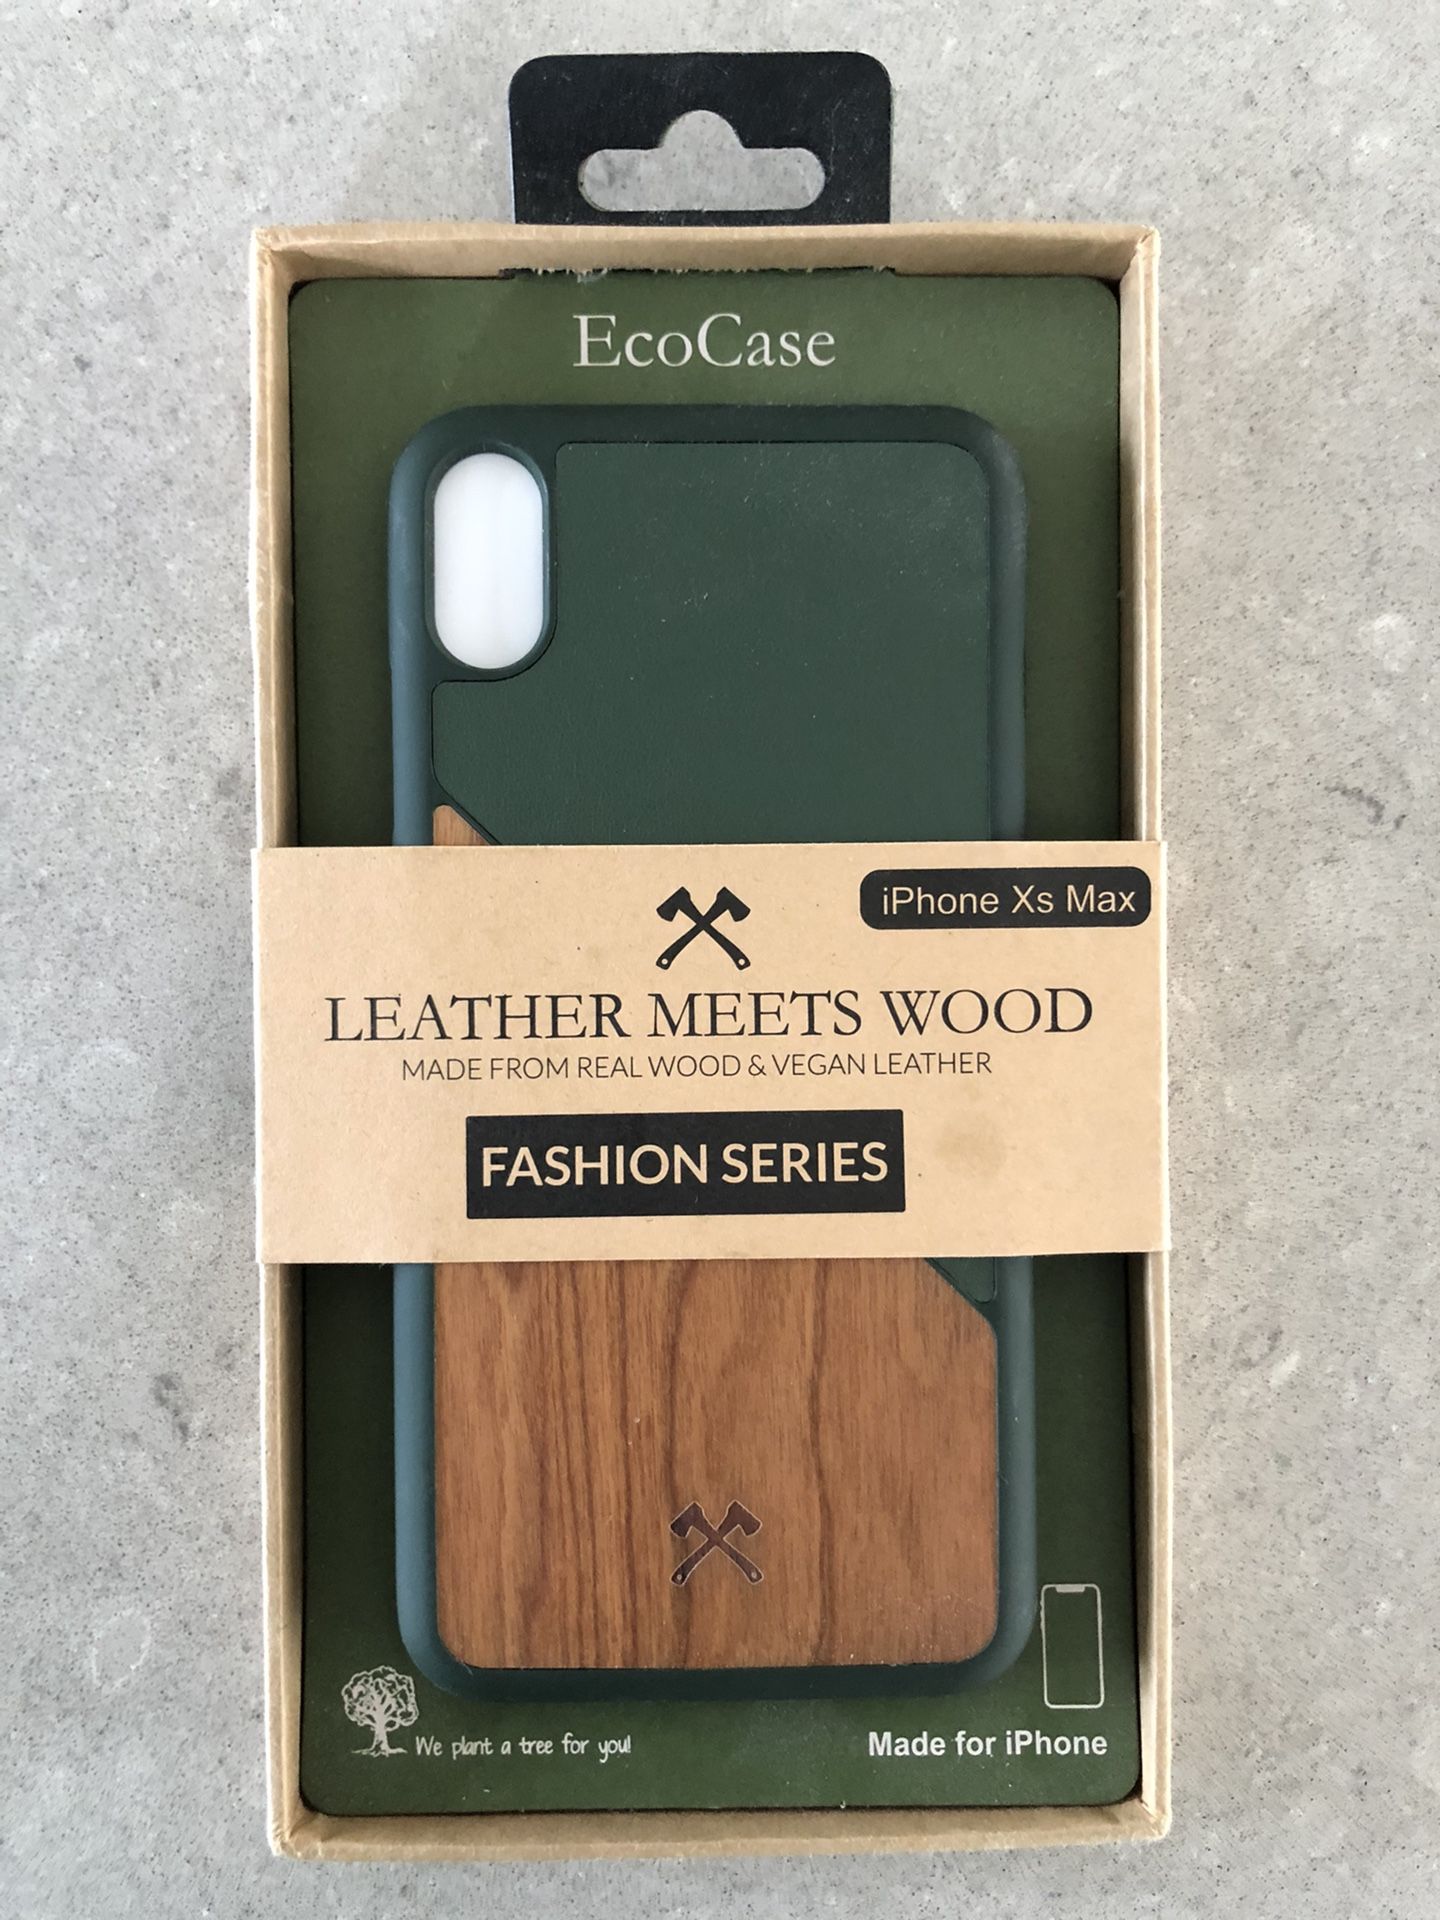 EcoCase
iPhone Xs Max
LEATHER MEETS WOOD
MADE FROM REAL WOOD & VEGAN LEATHER
FASHION SERIES
We plant a tree for you!
Made for iPhone